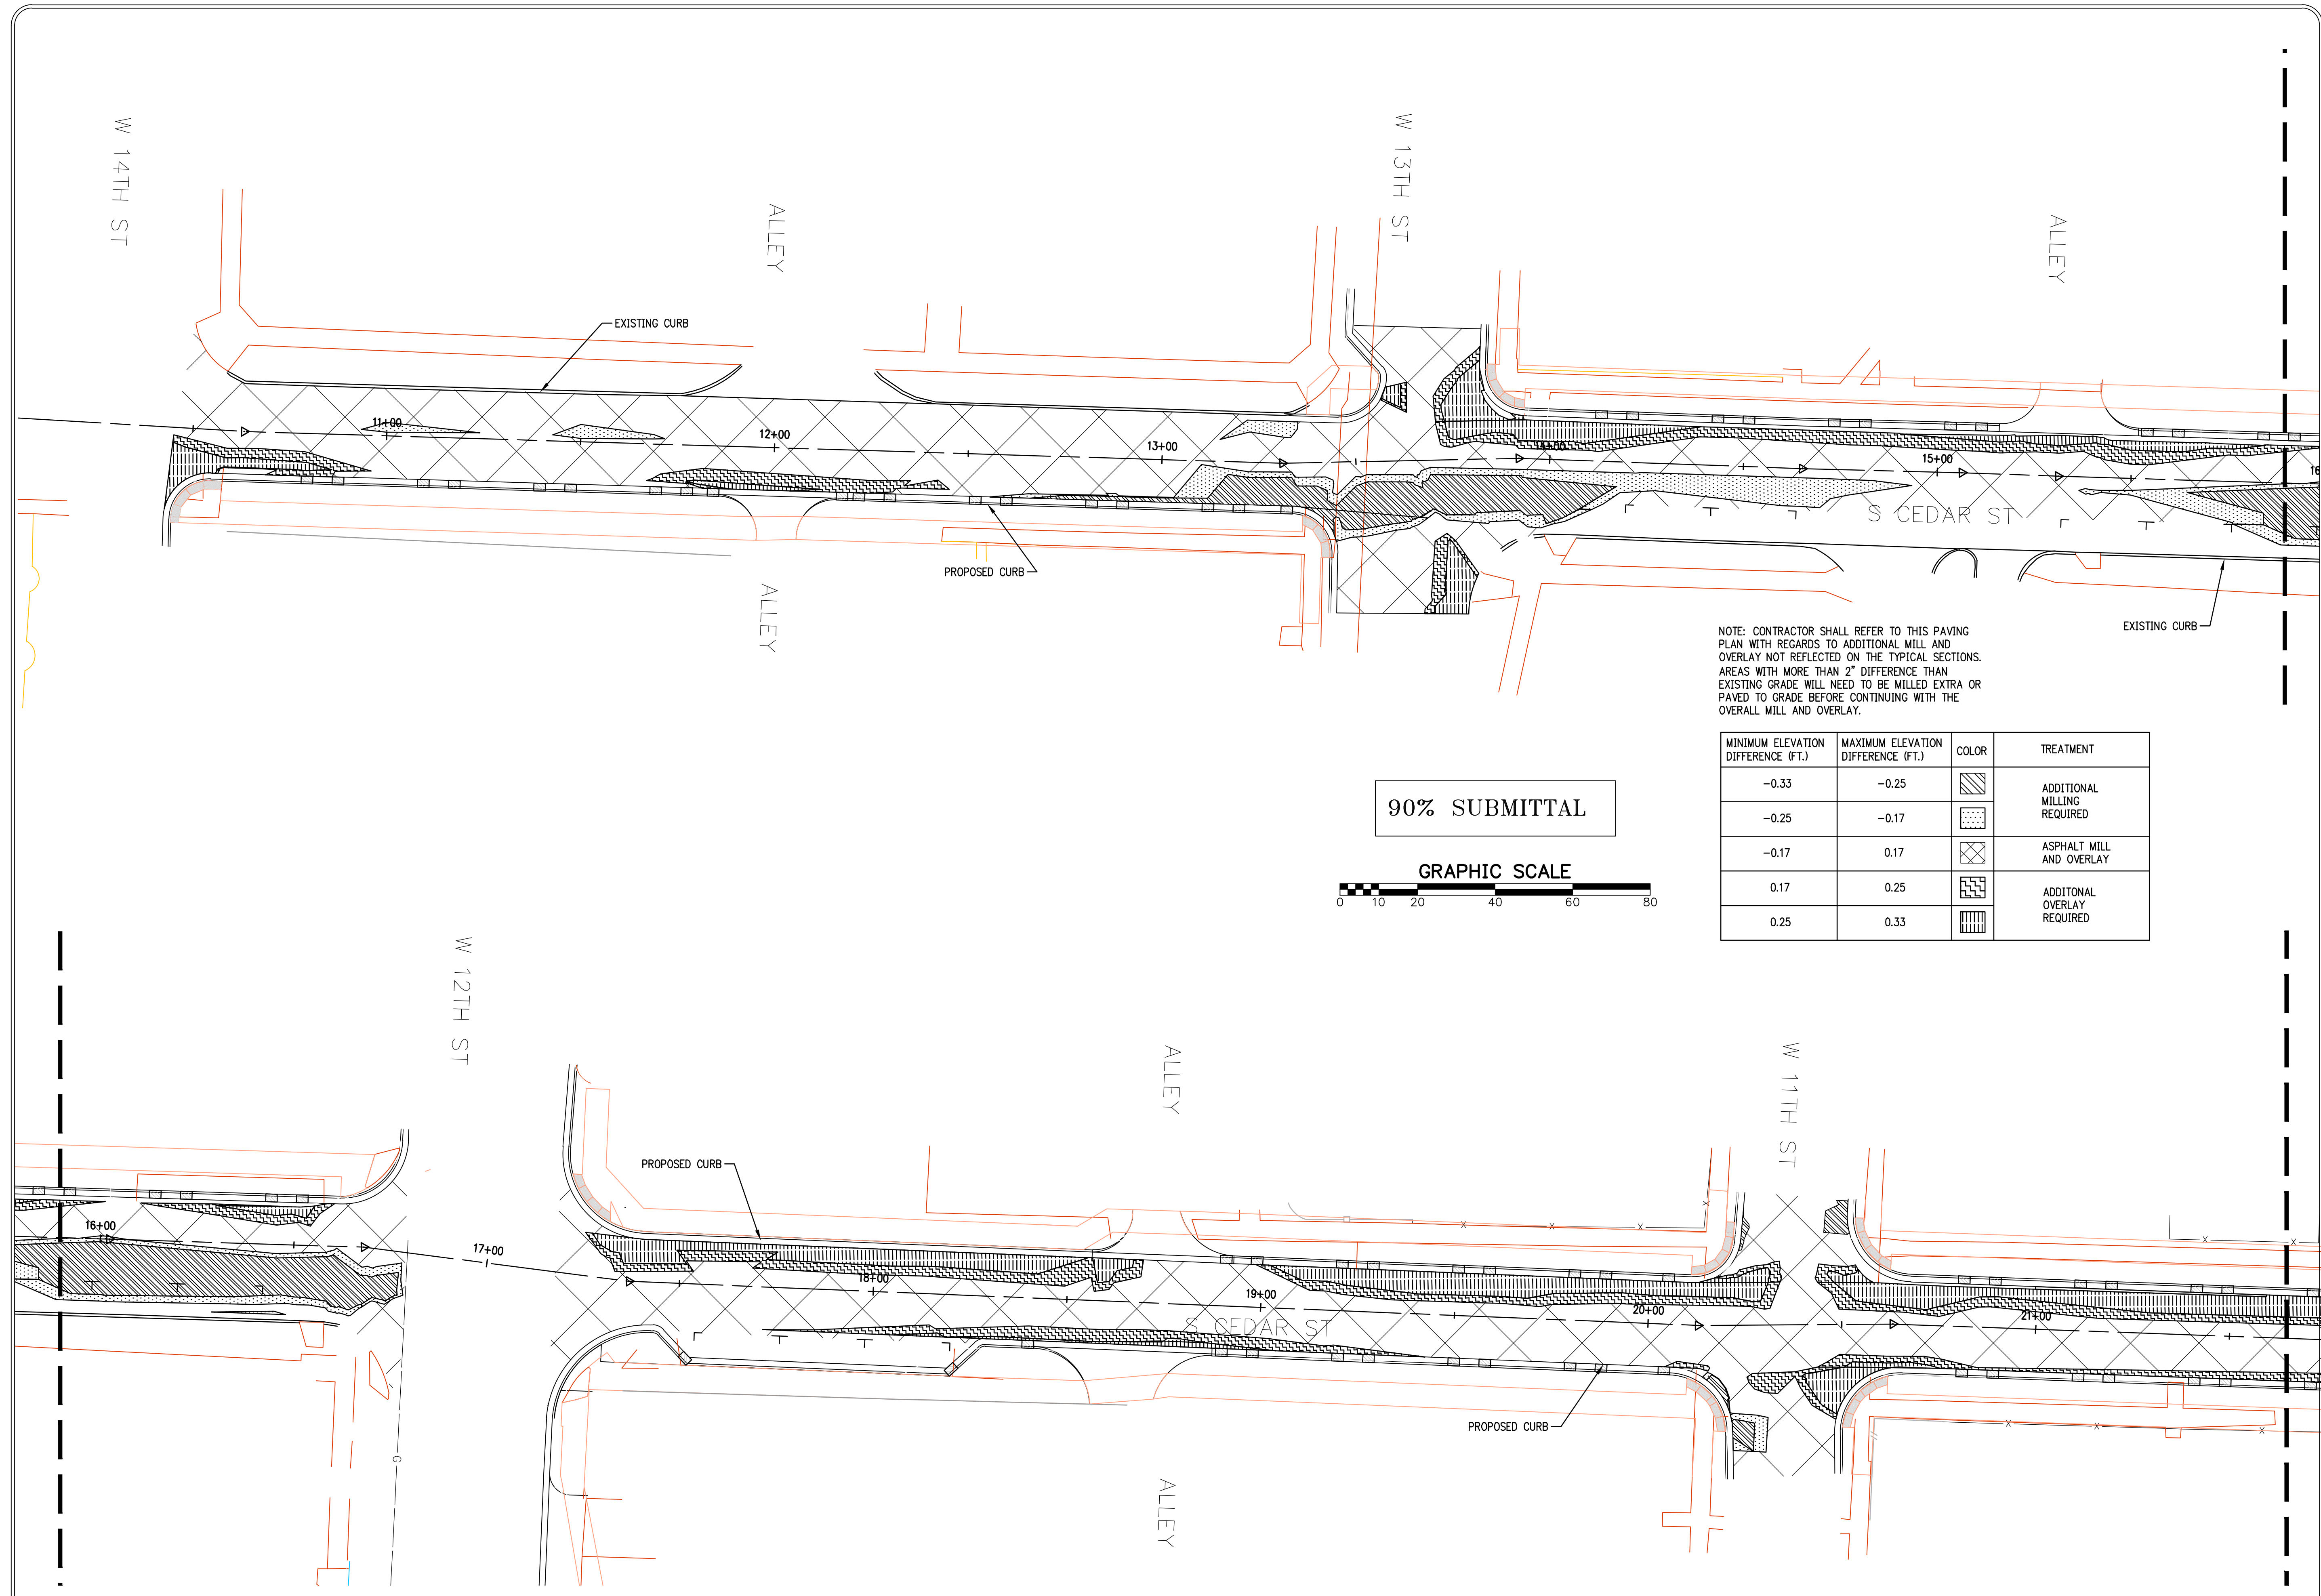 W 14TH ST
ALLEY
W 13TH ST
ALLEY
EXISTING CURB
11+00
12+00
13+00
14+00
15+00
16
S CEDAR ST
PROPOSED CURB
ALLEY
EXISTING CURB
NOTE: CONTRACTOR SHALL REFER TO THIS PAVING
PLAN WITH REGARDS TO ADDITIONAL MILL AND
OVERLAY NOT REFLECTED ON THE TYPICAL SECTIONS.
AREAS WITH MORE THAN 2" DIFFERENCE THAN
EXISTING GRADE WILL NEED TO BE MILLED EXTRA OR
PAVED TO GRADE BEFORE CONTINUING WITH THE
OVERALL MILL AND OVERLAY.
MINIMUM ELEVATION
DIFFERENCE (FT.)
MAXIMUM ELEVATION
DIFFERENCE (FT.)
COLOR
TREATMENT
-0.33
-0.25
ADDITIONAL
MILLING
REQUIRED
-0.25
-0.17
-0.17
0.17
ASPHALT MILL
AND OVERLAY
0.17
0.25
ADDITONAL
OVERLAY
REQUIRED
0.25
0.33
90% SUBMITTAL
GRAPHIC SCALE
0 10 20 40 60 80
W 12TH ST
ALLEY
W 11TH ST
PROPOSED CURB
X X X
X X
16+00
17+00
18+00
19+00
20+00
21+00
S CEDAR ST
PROPOSED CURB
X X X
G
ALLEY